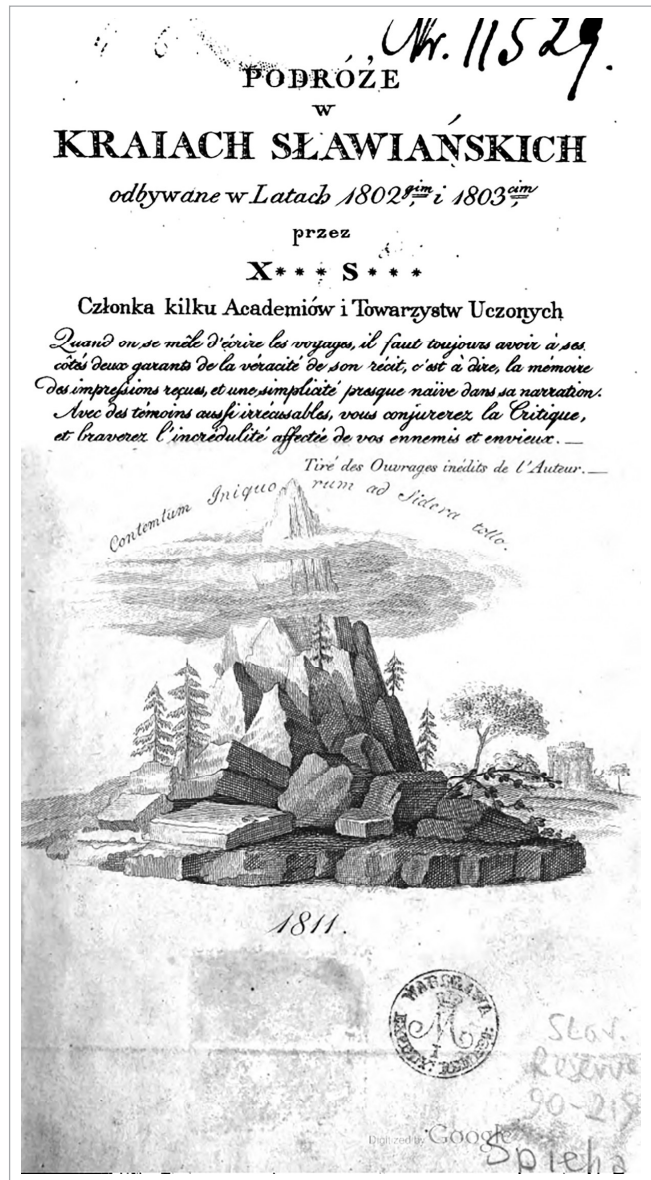 Nr. 11529.
PODRÓŻE
W
KRAIACH SŁAWIAŃSKICH
odbywane w Latach 1802gim i 1803cim
przez
X*** S****
Członka kilku Academiów i Towarzystw Uczonych
Quand on se mêle d'écrire les voyages, il faut toujours avoir à ses
côtés deux garants de la véracité de son récit, c'est à dire, la mémoire
des impressions reçues, et une simplicité presque naïve dans sa narration.
Avec des témoins aussi irrécusables, vous conjurerez la Critique,
et braverez l'incrédulité affectée de vos ennemis et envieux. —
Tiré des Ouvrages inédits de l'Auteur. —
Contemtum Iniquorum ad Sidera tollo.
1811.
WARSZAWA
M
I
Slav.
Reserve
90-219
Digitized by Google
Spicha